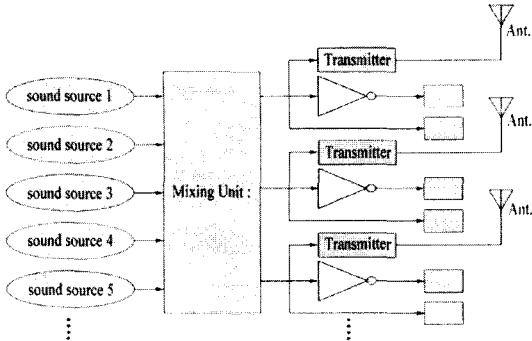 Transmitter
Ant.
sound source 1
sound source 2
Transmitter
Ant.
sound source 3
Mixing Unit :
sound source 4
Transmitter
Ant.
sound source 5